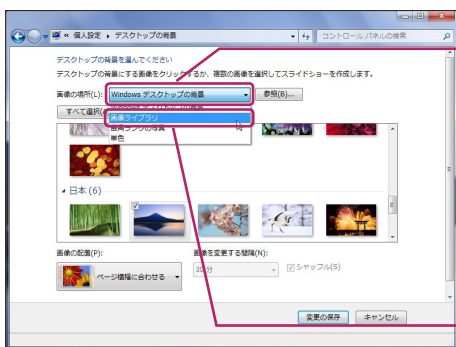 « 個人設定 ▸ デスクトップの背景
コントロール パネルの検索
デスクトップの背景を選んでください
デスクトップの背景にする画像をクリックするか、複数の画像を選択してスライドショーを作成します。
画像の場所(L): Windows デスクトップの背景 参照(B)...
すべて選択(
画像ライブラリ
単色
日本 (6)
画像の配置(P): 画像を変更する間隔(N):
ページ横幅に合わせる 30 分 シャッフル(S)
変更の保存 キャンセル